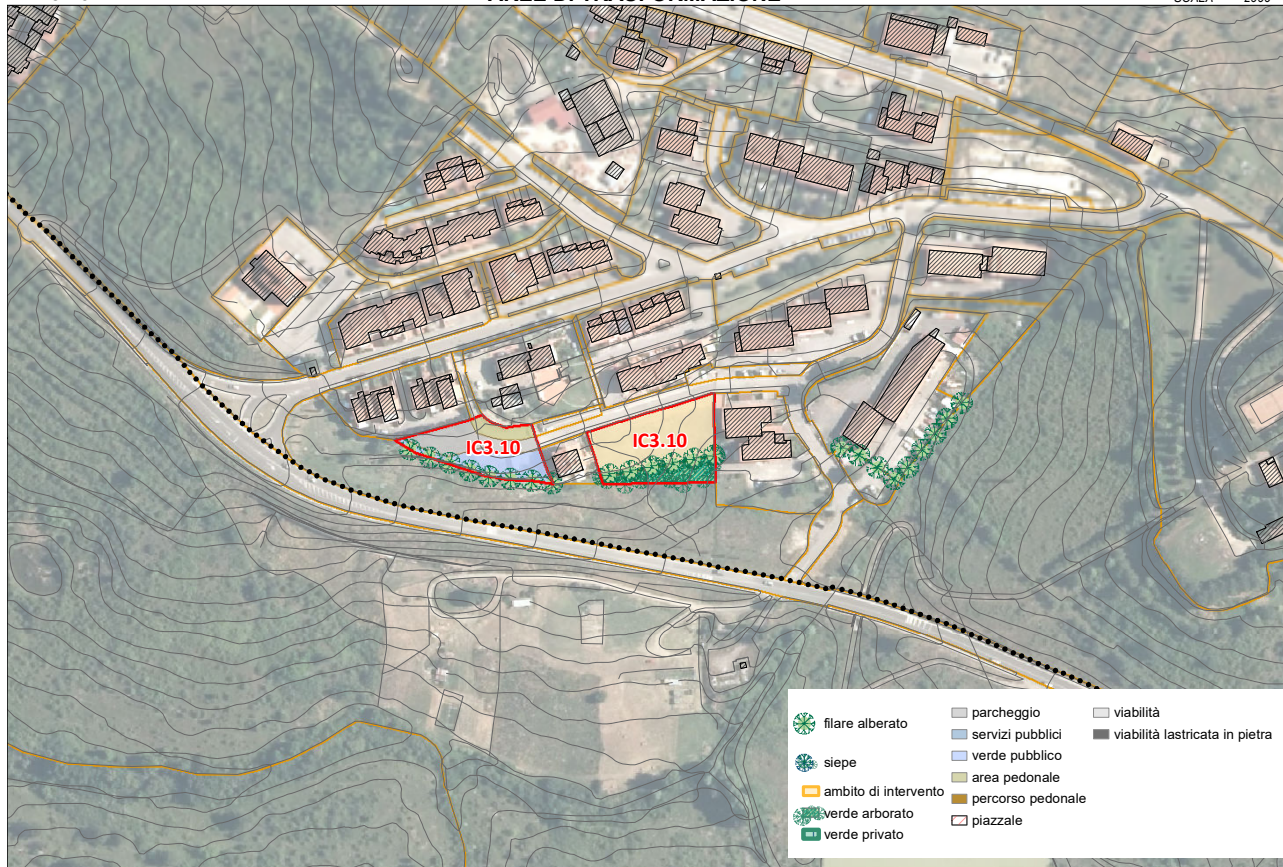 IC3.10
IC3.10
filare alberato
siepe
ambito di intervento
verde arborato
verde privato
parcheggio
servizi pubblici
verde pubblico
area pedonale
percorso pedonale
piazzale
viabilità
viabilità lastricata in pietra